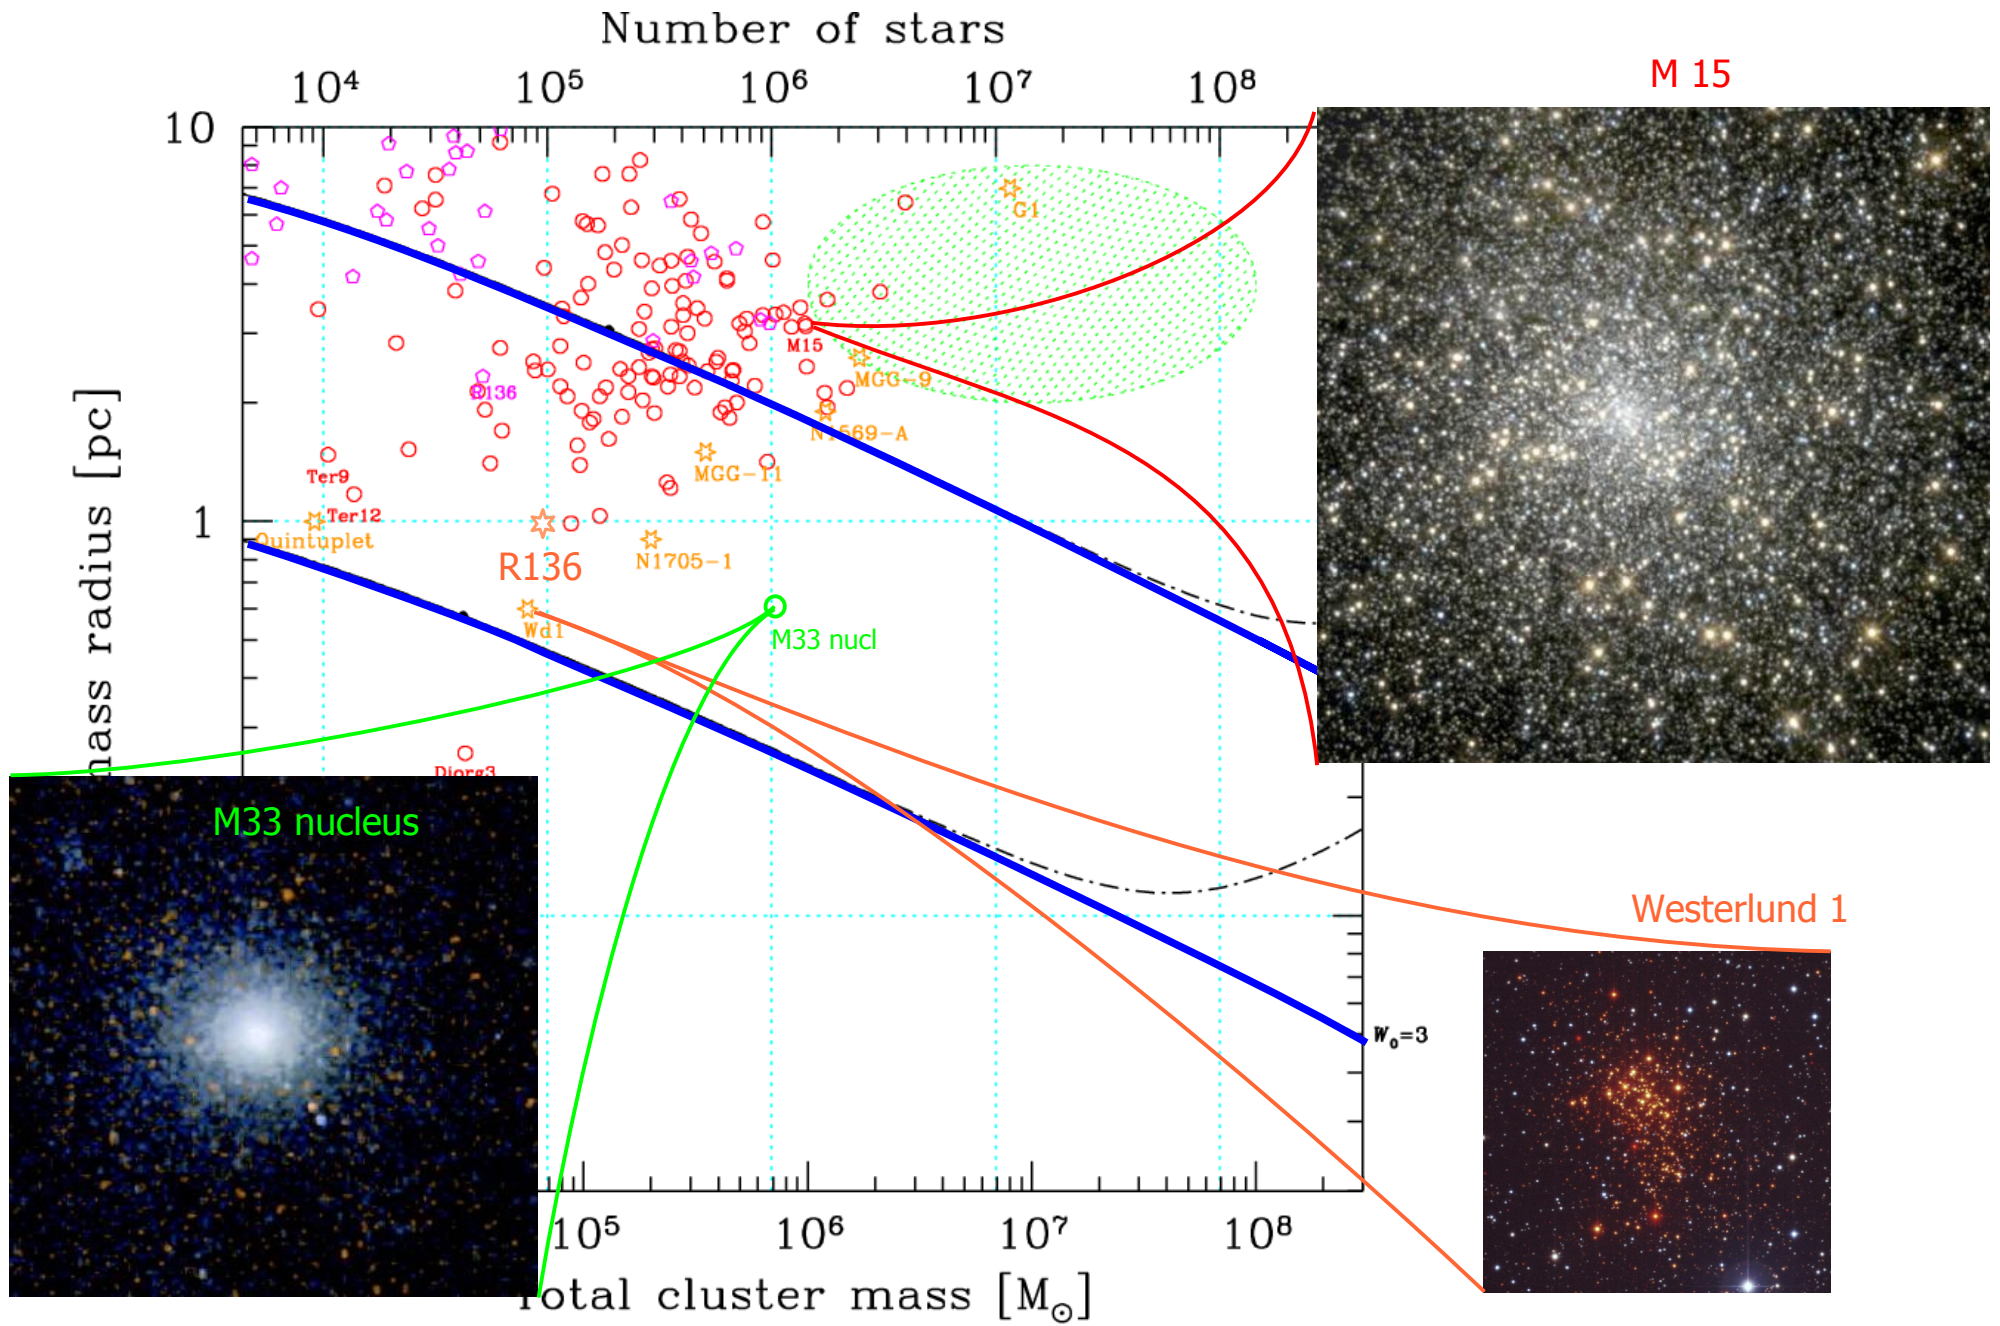 Number of stars
M 15
10⁴ 10⁵ 10⁶ 10⁷ 10⁸
10
G1
M15
MGG-9
R136
N1569-A
MGG-11
mass radius [pc]
Ter9
Ter12
1
Quintuplet
R136
N1705-1
Wd1
M33 nucl
Djorg3
M33 nucleus
Westerlund 1
W₀=3
10⁵ 10⁶ 10⁷ 10⁸
Total cluster mass [M⊙]